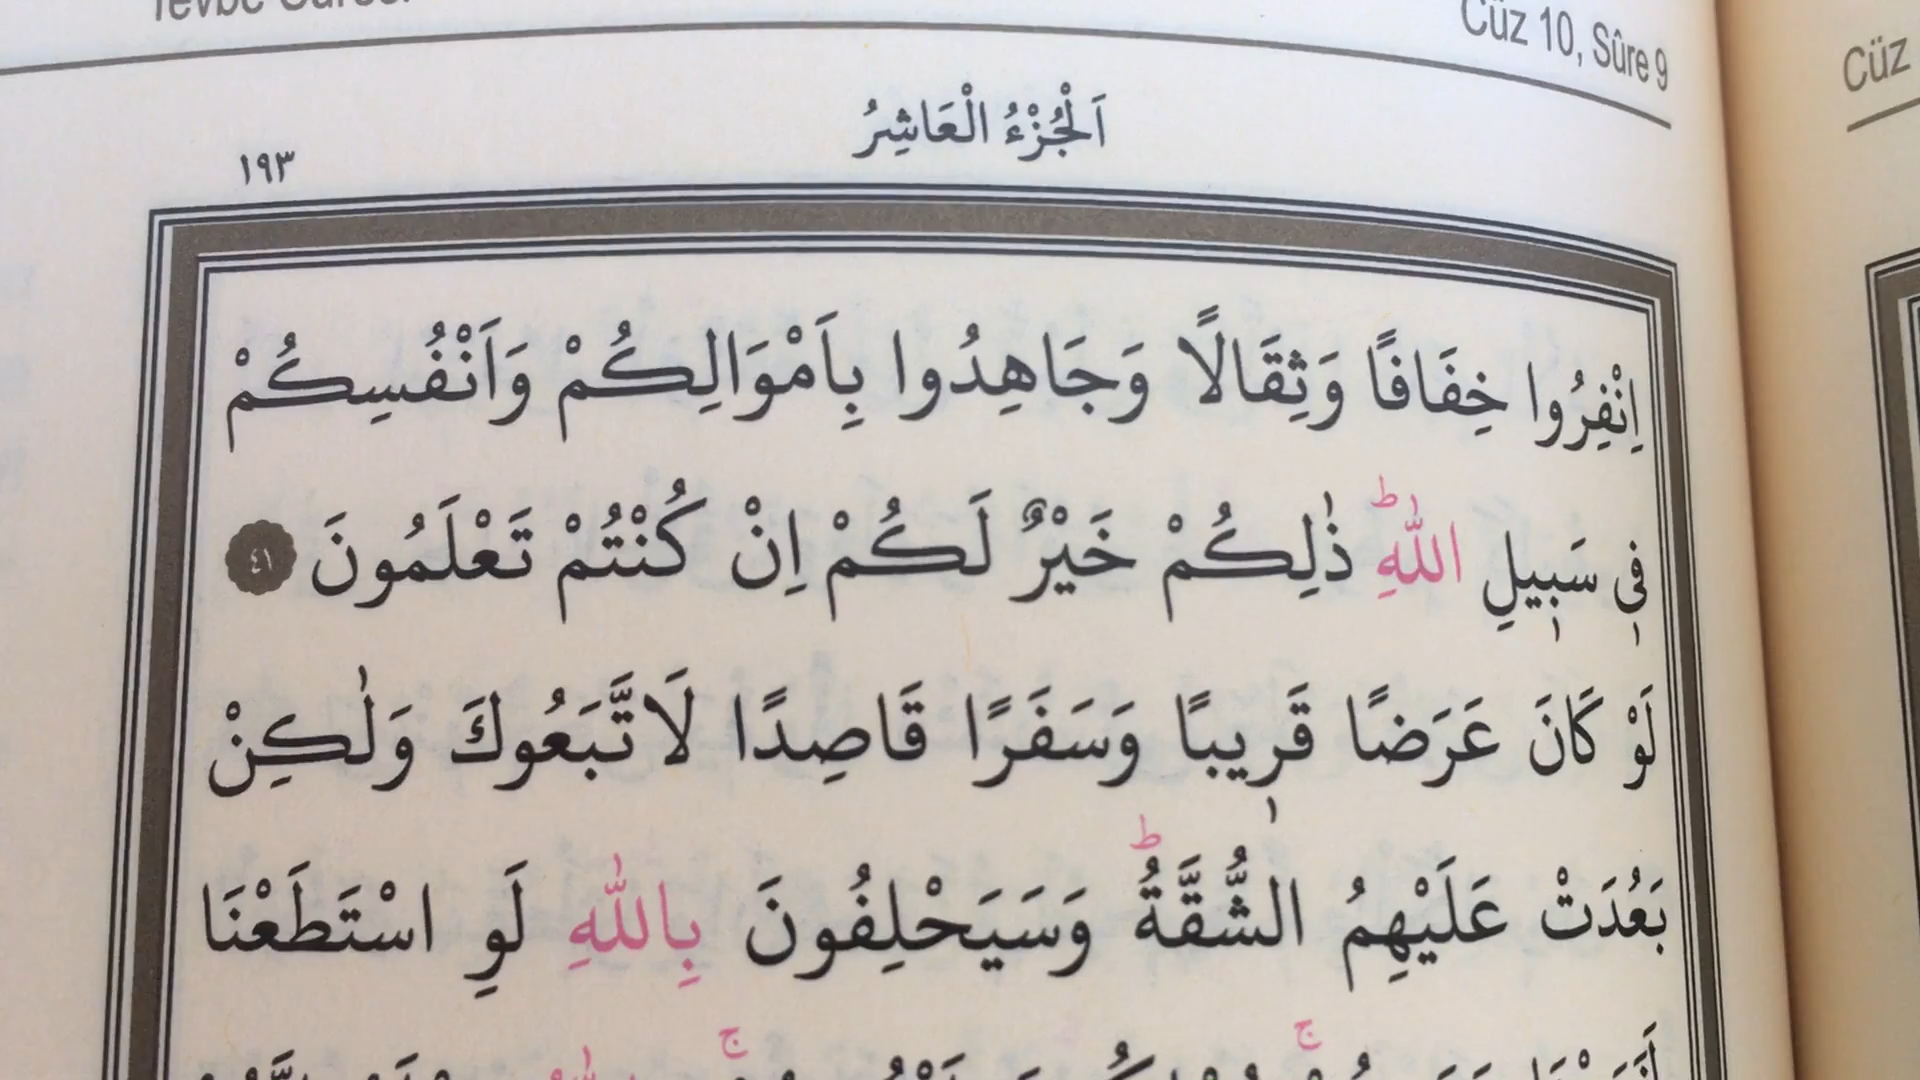 Cüz 10, Sûre 9
Cüz
اَلْجُزْءُ الْعَاشِرُ
١٩٣
اِنْفِرُوا خِفَافًا وَثِقَالًا وَجَاهِدُوا بِاَمْوَالِكُمْ وَاَنْفُسِكُمْ
فِي سَبِيلِ اللّٰهِۜ ذٰلِكُمْ خَيْرٌ لَكُمْ اِنْ كُنْتُمْ تَعْلَمُونَ ٤١
لَوْ كَانَ عَرَضًا قَرِيبًا وَسَفَرًا قَاصِدًا لَاتَّبَعُوكَ وَلٰكِنْ
بَعُدَتْ عَلَيْهِمُ الشُّقَّةُۜ وَسَيَحْلِفُونَ بِاللّٰهِ لَوِ اسْتَطَعْنَا